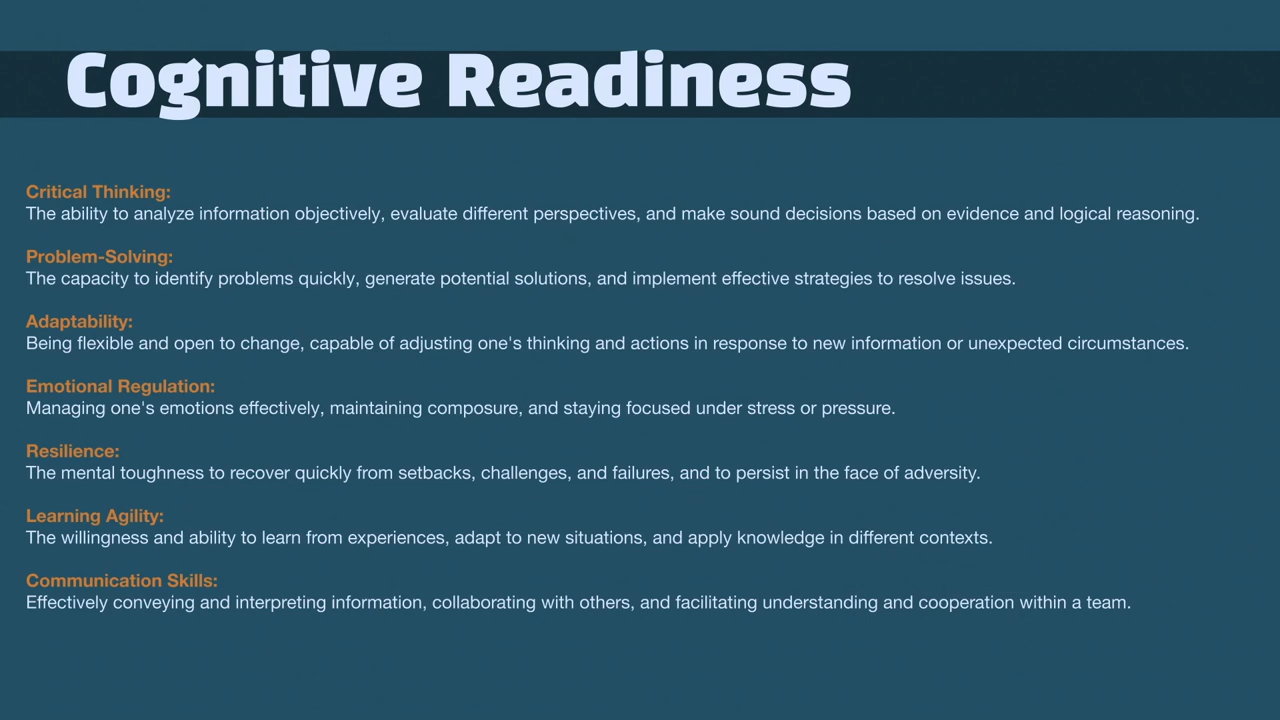 Cognitive Readiness
Critical Thinking:
The ability to analyze information objectively, evaluate different perspectives, and make sound decisions based on evidence and logical reasoning.
Problem-Solving:
The capacity to identify problems quickly, generate potential solutions, and implement effective strategies to resolve issues.
Adaptability:
Being flexible and open to change, capable of adjusting one's thinking and actions in response to new information or unexpected circumstances.
Emotional Regulation:
Managing one's emotions effectively, maintaining composure, and staying focused under stress or pressure.
Resilience:
The mental toughness to recover quickly from setbacks, challenges, and failures, and to persist in the face of adversity.
Learning Agility:
The willingness and ability to learn from experiences, adapt to new situations, and apply knowledge in different contexts.
Communication Skills:
Effectively conveying and interpreting information, collaborating with others, and facilitating understanding and cooperation within a team.